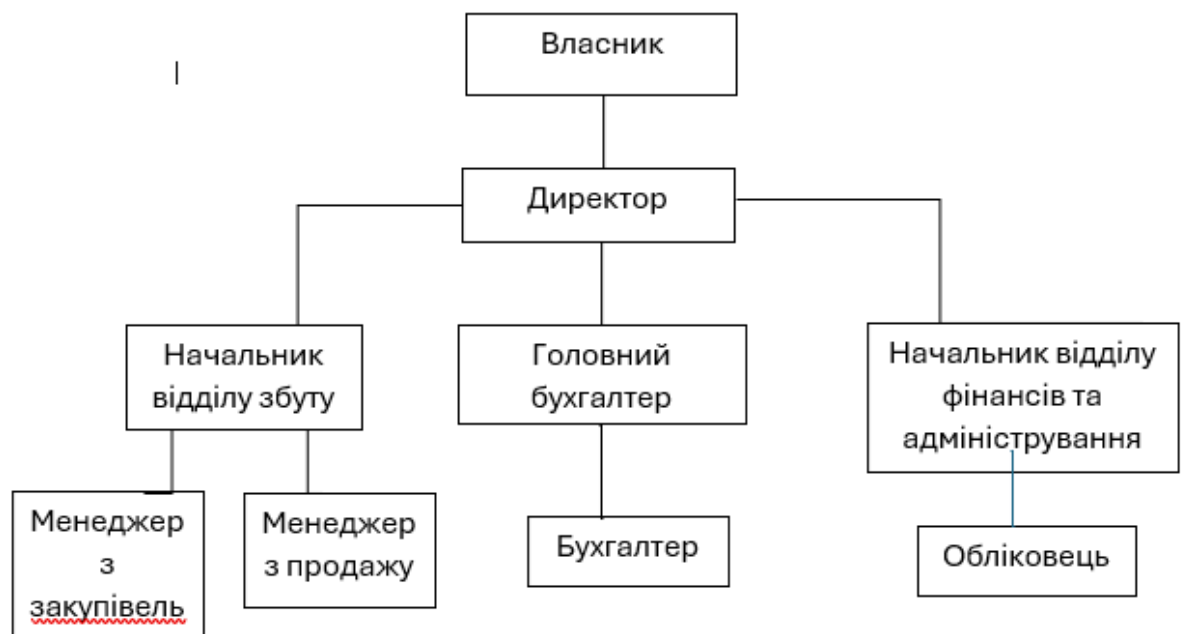 Власник
Директор
Начальник
відділу збуту
Головний
бухгалтер
Начальник відділу
фінансів та
адміністрування
Менеджер
з
закупівель
Менеджер
з продажу
Бухгалтер
Обліковець